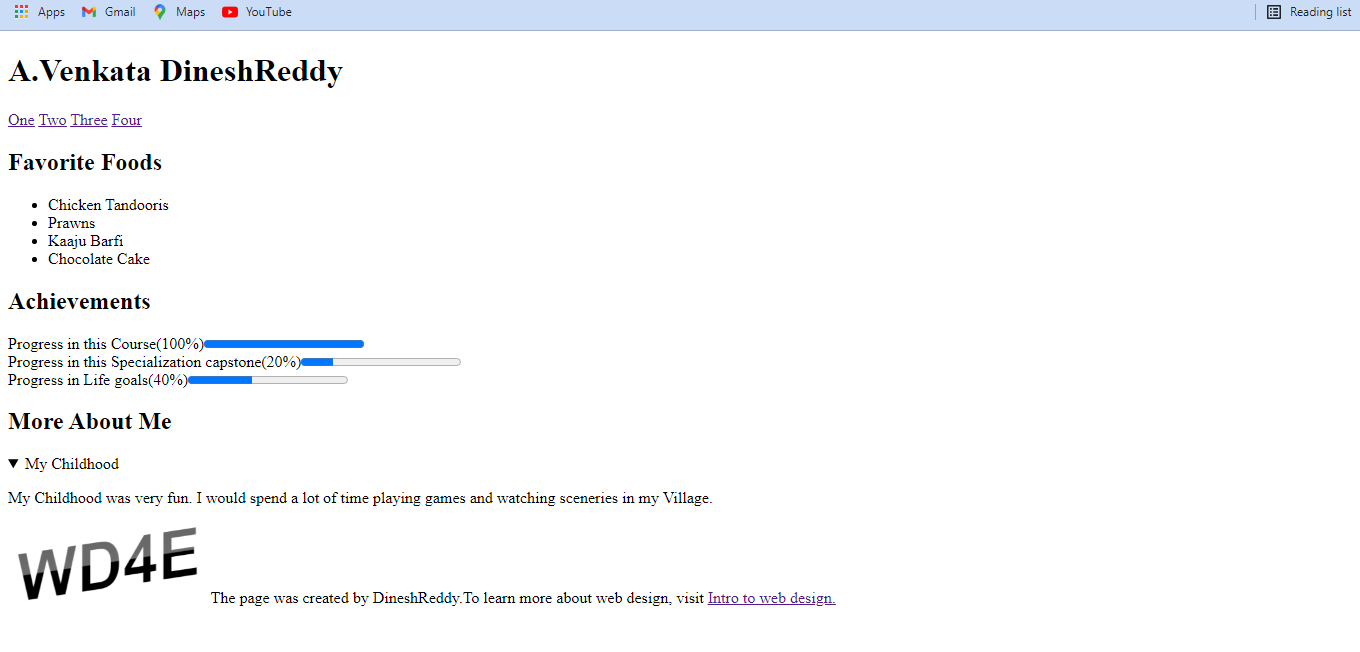 Apps Gmail Maps YouTube Reading list
A.Venkata DineshReddy
One Two Three Four
Favorite Foods
Chicken Tandooris
Prawns
Kaaju Barfi
Chocolate Cake
Achievements
Progress in this Course(100%)
Progress in this Specialization capstone(20%)
Progress in Life goals(40%)
More About Me
My Childhood
My Childhood was very fun. I would spend a lot of time playing games and watching sceneries in my Village.
WD4E
The page was created by DineshReddy.To learn more about web design, visit Intro to web design.